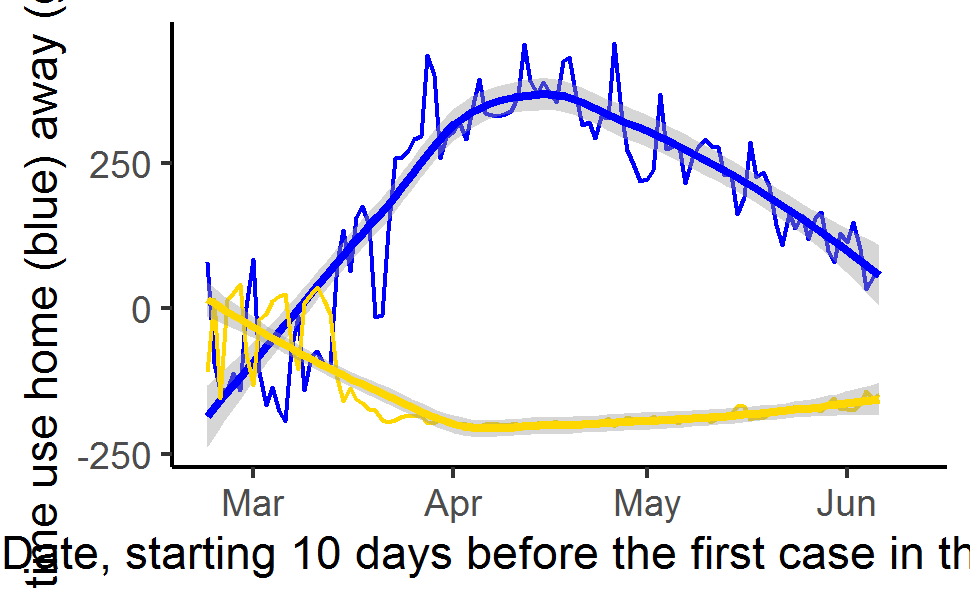 time use home (blue) away (
250
0
-250
Mar Apr May Jun
Date, starting 10 days before the first case in th